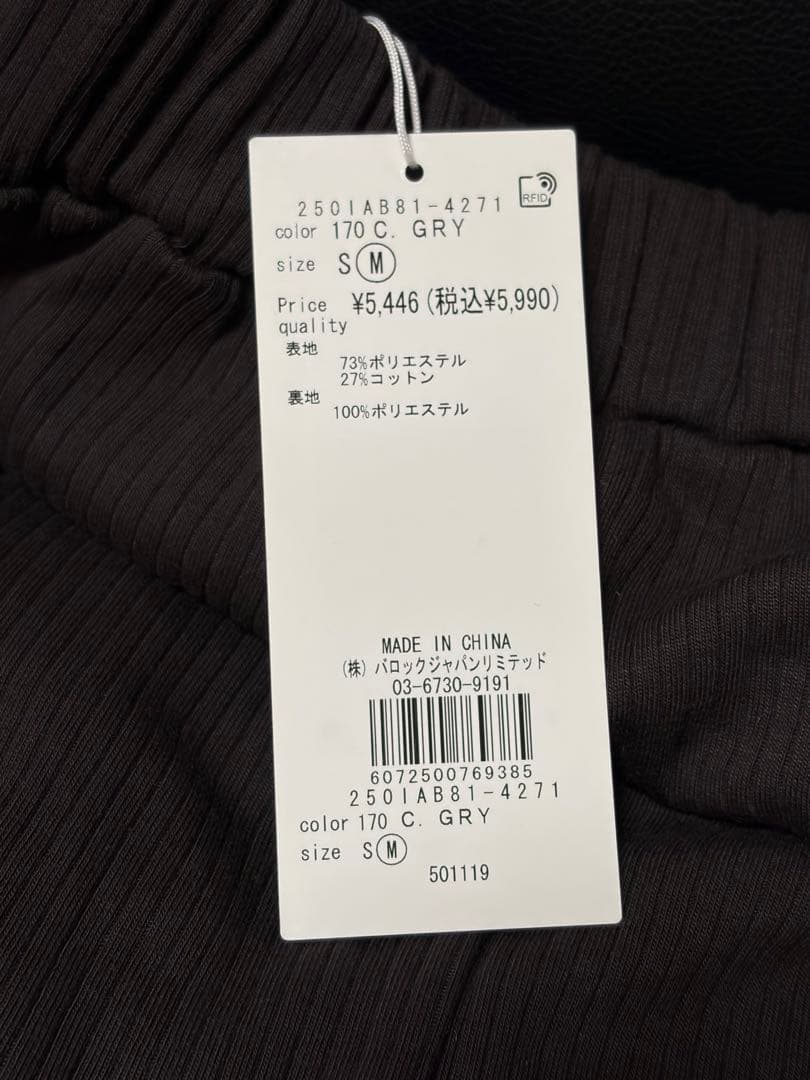 250IAB81-4271
RFID
color 170 C. GRY
size S M
Price ¥5,446 (税込¥5,990)
quality
表地
73%ポリエステル
27%コットン
裏地
100%ポリエステル
MADE IN CHINA
(株) バロックジャパンリミテッド
03-6730-9191
6072500769385
250IAB81-4271
color 170 C. GRY
size S M
501119